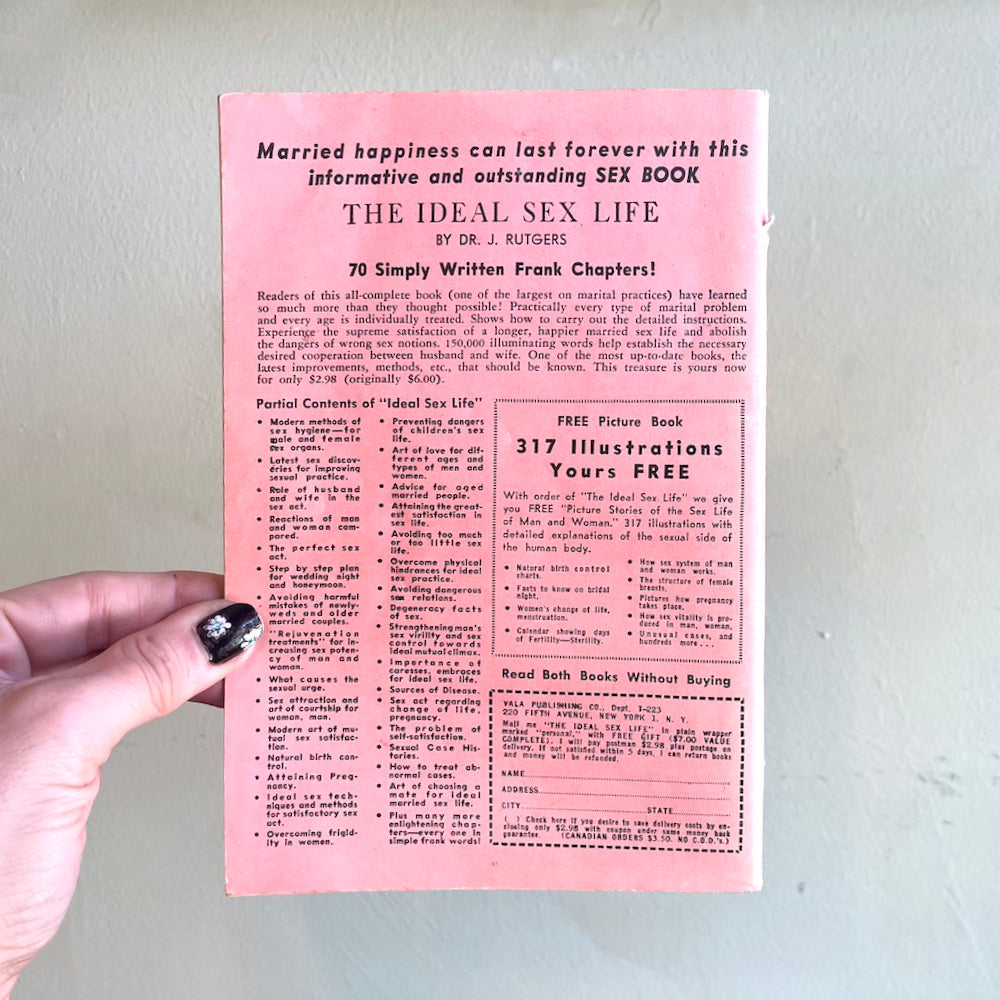 Married happiness can last forever with this
informative and outstanding SEX BOOK
THE IDEAL SEX LIFE
BY DR. J. RUTGERS
70 Simply Written Frank Chapters!
Readers of this all-complete book (one of the largest on marital practices) have learned
so much more than they thought possible! Practically every type of marital problem
and every age is individually treated. Shows how to carry out the detailed instructions.
Experience the supreme satisfaction of a longer, happier married sex life and abolish
the dangers of wrong sex notions. 150,000 illuminating words help establish the necessary
desired cooperation between husband and wife. One of the most up-to-date books, the
latest improvements, methods, etc., that should be known. This treasure is yours now
for only $2.98 (originally $6.00).
Partial Contents of "Ideal Sex Life"
• Modern methods of
sex hygiene—for
male and female
sex organs.
• Latest sex discov-
eries for improving
sexual practice.
• Role of husband
and wife in the
sex act.
• Reactions of man
and woman com-
pared.
• The perfect sex
act.
• Step by step plan
for wedding night
and honeymoon.
• Avoiding harmful
mistakes of newly-
weds and older
married couples.
• "Rejuvenation
treatments" for in-
creasing sex poten-
cy of man and
woman.
• What causes the
sexual urge.
• Sex attraction and
art of courtship for
woman, man.
• Modern art of mu-
tual sex satisfac-
tion.
• Natural birth con-
trol.
• Attaining Preg-
nancy.
• Ideal sex tech-
niques and methods
for satisfactory sex
act.
• Overcoming frigid-
ity in women.
• Preventing dangers
of children's sex
life.
• Art of love for dif-
ferent ages and
types of men and
women.
• Advice for aged
married people.
• Attaining the great-
est satisfaction in
sex life.
• Avoiding too much
or too little sex
life.
• Overcome physical
hindrances for ideal
sex practice.
• Avoiding dangerous
sex relations.
• Degeneracy facts
of sex.
• Strengthening man's
sex virility and sex
control towards
ideal mutual climax.
• Importance of
caresses, embraces
for ideal sex life.
• Sources of Disease.
• Sex act regarding
change of life,
pregnancy.
• The problem of
self-satisfaction.
• Sexual Case His-
tories.
• How to treat ab-
normal cases.
• Art of choosing a
mate for ideal
married sex life.
• Plus many more
enlightening chap-
ters—every one in
simple frank words!
FREE Picture Book
317 Illustrations
Yours FREE
With order of "The Ideal Sex Life" we give
you FREE "Picture Stories of the Sex Life
of Man and Woman." 317 illustrations with
detailed explanations of the sexual side of
the human body.
• Natural birth control
charts.
• Facts to know on bridal
night.
• Women's change of life,
menstruation.
• Calendar showing days
of Fertility—Sterility.
• How sex system of man
and woman works.
• The structure of female
breasts.
• Pictures how pregnancy
takes place.
• How sex vitality is pro-
duced in man, woman.
• Unusual cases, and
hundreds more...
Read Both Books Without Buying
VALA PUBLISHING CO., Dept. T-223
220 FIFTH AVENUE, NEW YORK 1, N. Y.
Mail me "THE IDEAL SEX LIFE" in plain wrapper
marked "personal," with FREE GIFT ($7.00 VALUE
COMPLETE). I will pay postman $2.98 plus postage on
delivery. If not satisfied within 5 days, I can return books
and money will be refunded.
NAME
ADDRESS
CITY STATE
( ) Check here if you desire to save delivery costs by en-
closing only $2.98 with coupon under same money back
guarantee. (CANADIAN ORDERS $3.50. NO C.O.D.'s.)